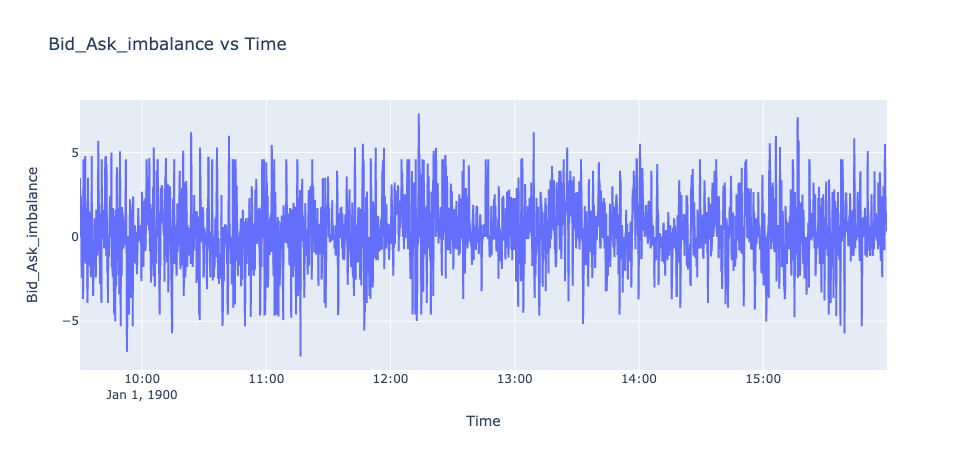 Bid_Ask_imbalance vs Time
Bid_Ask_imbalance
5
0
−5
10:00 11:00 12:00 13:00 14:00 15:00
Jan 1, 1900
Time